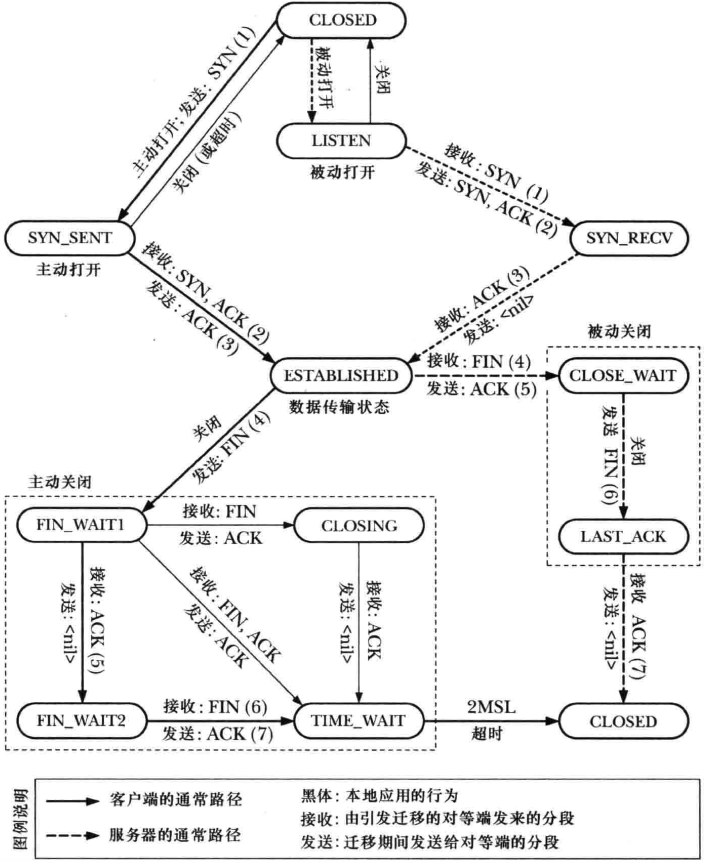 CLOSED
主动打开; 发送: SYN (1)
关闭 (或超时)
被动打开
关闭
LISTEN
被动打开
接收: SYN (1)
发送: SYN, ACK (2)
SYN_SENT
主动打开
SYN_RECV
接收: SYN, ACK (2)
发送: ACK (3)
接收: ACK (3)
发送: <nil>
被动关闭
ESTABLISHED
数据传输状态
接收: FIN (4)
发送: ACK (5)
CLOSE_WAIT
关闭
发送: FIN (4)
关闭
发送 FIN (6)
主动关闭
FIN_WAIT1
接收: FIN
发送: ACK
CLOSING
LAST_ACK
接收: ACK (5)
发送: <nil>
接收: FIN, ACK
发送: ACK
接收: ACK
发送: <nil>
接收 ACK (7)
发送: <nil>
FIN_WAIT2
接收: FIN (6)
发送: ACK (7)
TIME_WAIT
2MSL
超时
CLOSED
图例说明
客户端的通常路径
服务器的通常路径
黑体: 本地应用的行为
接收: 由引发迁移的对等端发来的分段
发送: 迁移期间发送给对等端的分段